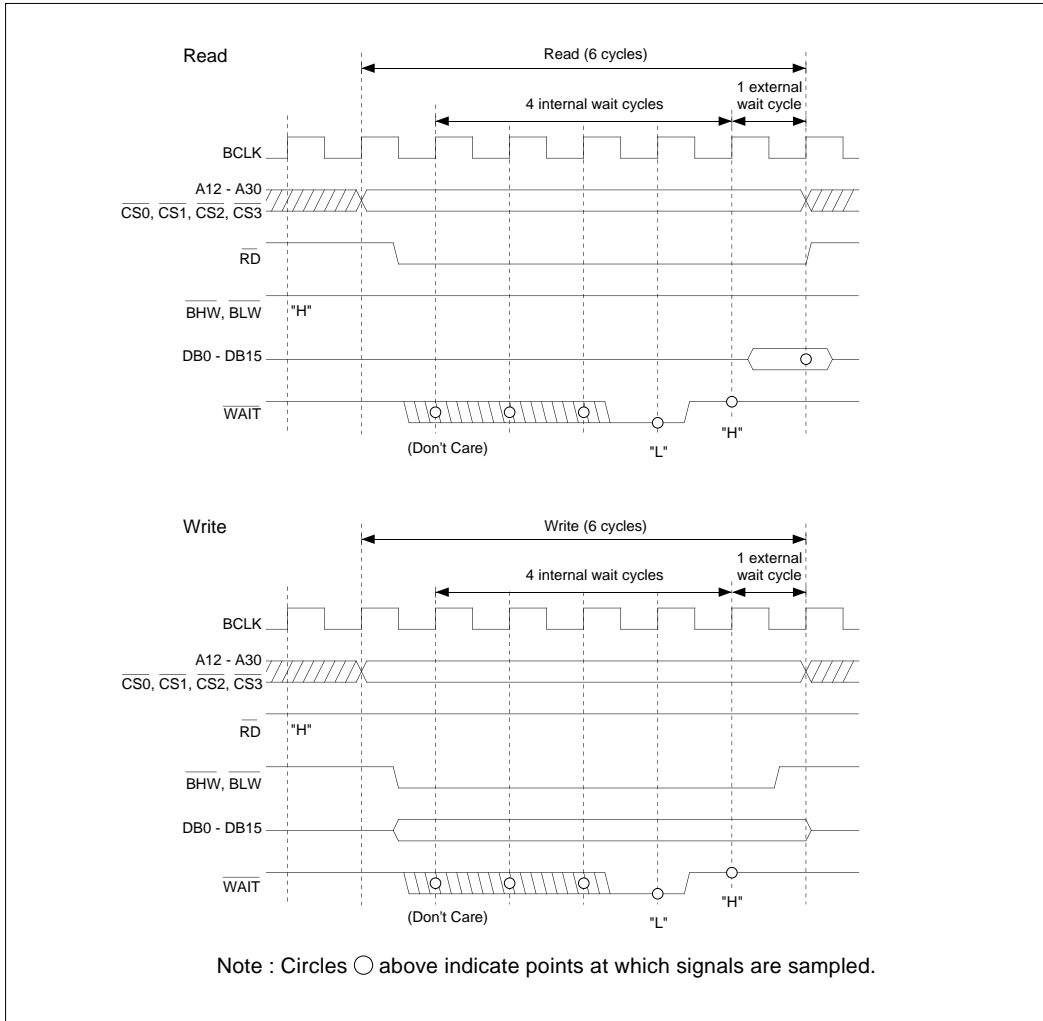 Read
Read (6 cycles)
1 external
wait cycle
4 internal wait cycles
BCLK
A12 - A30
CS0, CS1, CS2, CS3
RD
BHW, BLW "H"
DB0 - DB15
WAIT
(Don't Care) "L" "H"
Write
Write (6 cycles)
1 external
wait cycle
4 internal wait cycles
BCLK
A12 - A30
CS0, CS1, CS2, CS3
RD "H"
BHW, BLW
DB0 - DB15
WAIT
(Don't Care) "L" "H"
Note : Circles ○ above indicate points at which signals are sampled.